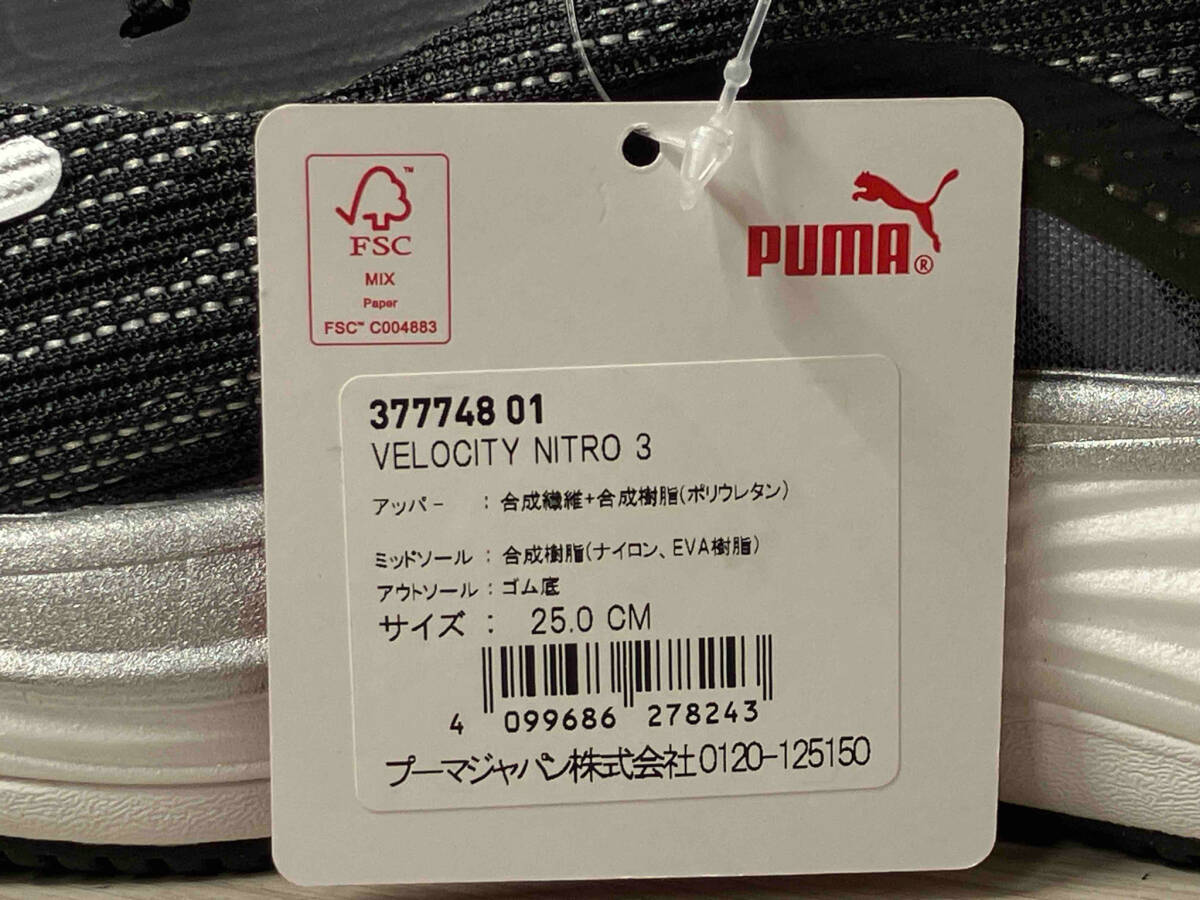 FSC™
MIX
Paper
FSC™ C004883
PUMA®
377748 01
VELOCITY NITRO 3
アッパー : 合成繊維+合成樹脂(ポリウレタン)
ミッドソール : 合成樹脂(ナイロン、EVA樹脂)
アウトソール : ゴム底
サイズ : 25.0 CM
4 099686 278243
プーマジャパン株式会社0120-125150